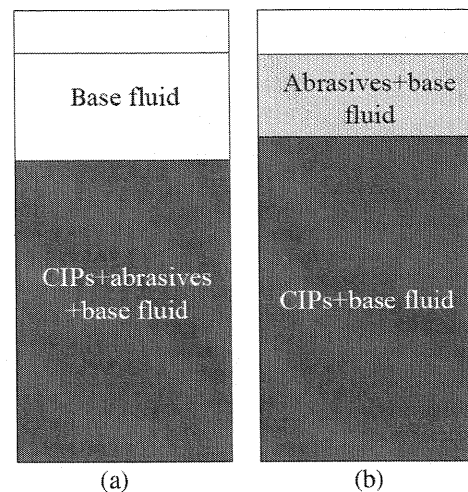 Base fluid
CIPs+abrasives
+base fluid
(a)
Abrasives+base
fluid
CIPs+base fluid
(b)